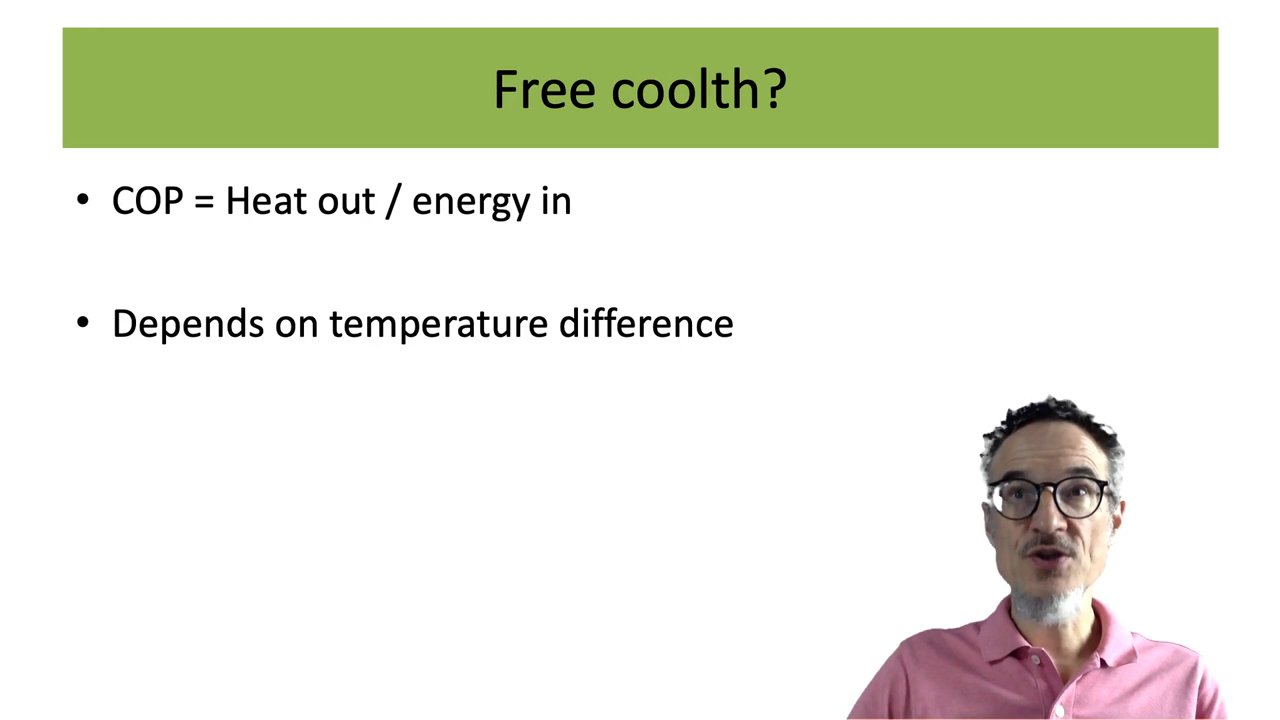 Free coolth?
• COP = Heat out / energy in
• Depends on temperature difference